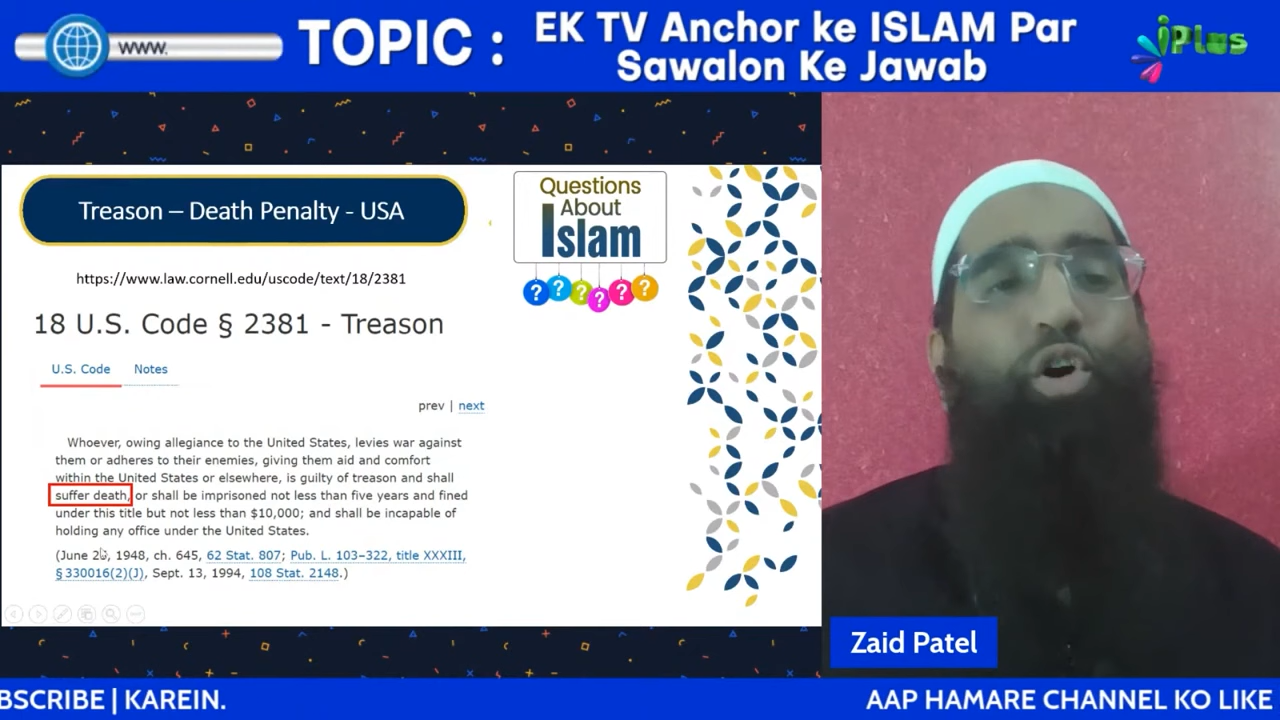 WWW.
TOPIC :
EK TV Anchor ke ISLAM Par
Sawalon Ke Jawab
iPlus
Treason – Death Penalty - USA
Questions
About
Islam
? ? ? ? ? ?
https://www.law.cornell.edu/uscode/text/18/2381
18 U.S. Code § 2381 - Treason
U.S. Code Notes
prev | next
Whoever, owing allegiance to the United States, levies war against
them or adheres to their enemies, giving them aid and comfort
within the United States or elsewhere, is guilty of treason and shall
suffer death, or shall be imprisoned not less than five years and fined
under this title but not less than $10,000; and shall be incapable of
holding any office under the United States.
(June 25, 1948, ch. 645, 62 Stat. 807; Pub. L. 103–322, title XXXIII,
§ 330016(2)(J), Sept. 13, 1994, 108 Stat. 2148.)
Zaid Patel
BSCRIBE | KAREIN.
AAP HAMARE CHANNEL KO LIKE